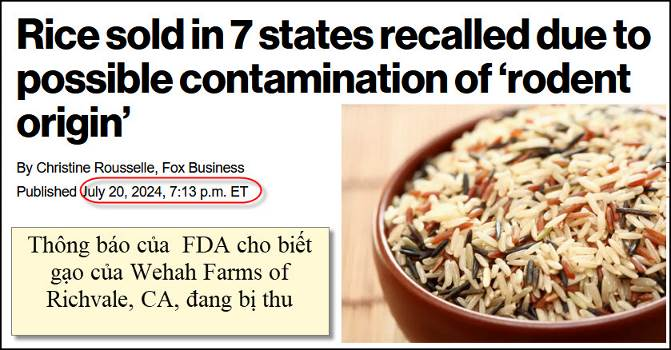 Rice sold in 7 states recalled due to
possible contamination of ‘rodent
origin’
By Christine Rousselle, Fox Business
Published July 20, 2024, 7:13 p.m. ET
Thông báo của FDA cho biết
gạo của Wehah Farms of
Richvale, CA, đang bị thu